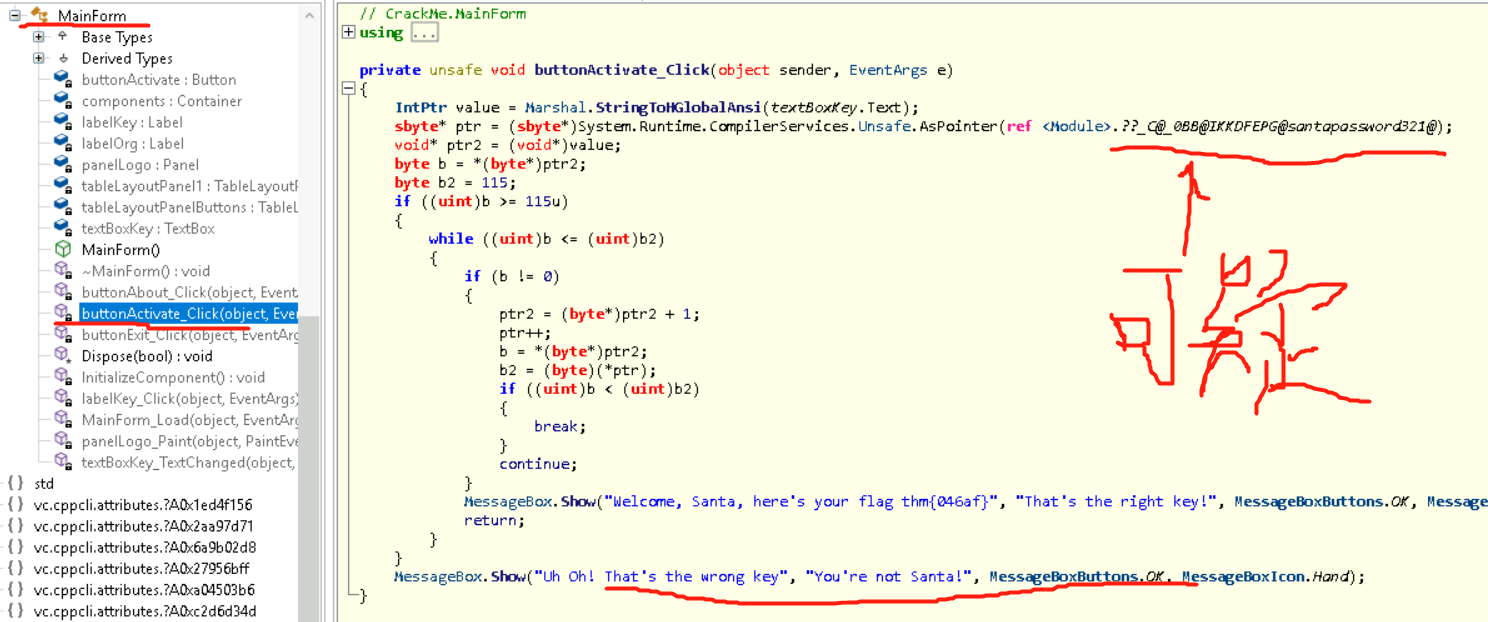 MainForm
Base Types
Derived Types
buttonActivate : Button
components : Container
labelKey : Label
labelOrg : Label
panelLogo : Panel
tableLayoutPanel1 : TableLayoutP
tableLayoutPanelButtons : TableL
textBoxKey : TextBox
MainForm()
~MainForm() : void
buttonAbout_Click(object, Event
buttonActivate_Click(object, Eve
buttonExit_Click(object, EventArg
Dispose(bool) : void
InitializeComponent() : void
labelKey_Click(object, EventArgs)
MainForm_Load(object, EventArg
panelLogo_Paint(object, PaintEve
textBoxKey_TextChanged(object,
{} std
{} vc.cppcli.attributes.?A0x1ed4f156
{} vc.cppcli.attributes.?A0x2aa97d71
{} vc.cppcli.attributes.?A0x6a9b02d8
{} vc.cppcli.attributes.?A0x27956bff
{} vc.cppcli.attributes.?A0xa04503b6
{} vc.cppcli.attributes.?A0xc2d6d34d
// CrackMe.MainForm
using ...
private unsafe void buttonActivate_Click(object sender, EventArgs e)
{
IntPtr value = Marshal.StringToHGlobalAnsi(textBoxKey.Text);
sbyte* ptr = (sbyte*)System.Runtime.CompilerServices.Unsafe.AsPointer(ref <Module>.??_C@_0BB@IKKDFEPG@santapassword321@);
void* ptr2 = (void*)value;
byte b = *(byte*)ptr2;
byte b2 = 115;
if ((uint)b >= 115u)
{
while ((uint)b <= (uint)b2)
{
if (b != 0)
{
ptr2 = (byte*)ptr2 + 1;
ptr++;
b = *(byte*)ptr2;
b2 = (byte)(*ptr);
if ((uint)b < (uint)b2)
{
break;
}
continue;
}
MessageBox.Show("Welcome, Santa, here's your flag thm{046af}", "That's the right key!", MessageBoxButtons.OK, Message
return;
}
}
MessageBox.Show("Uh Oh! That's the wrong key", "You're not Santa!", MessageBoxButtons.OK, MessageBoxIcon.Hand);
}
可疑